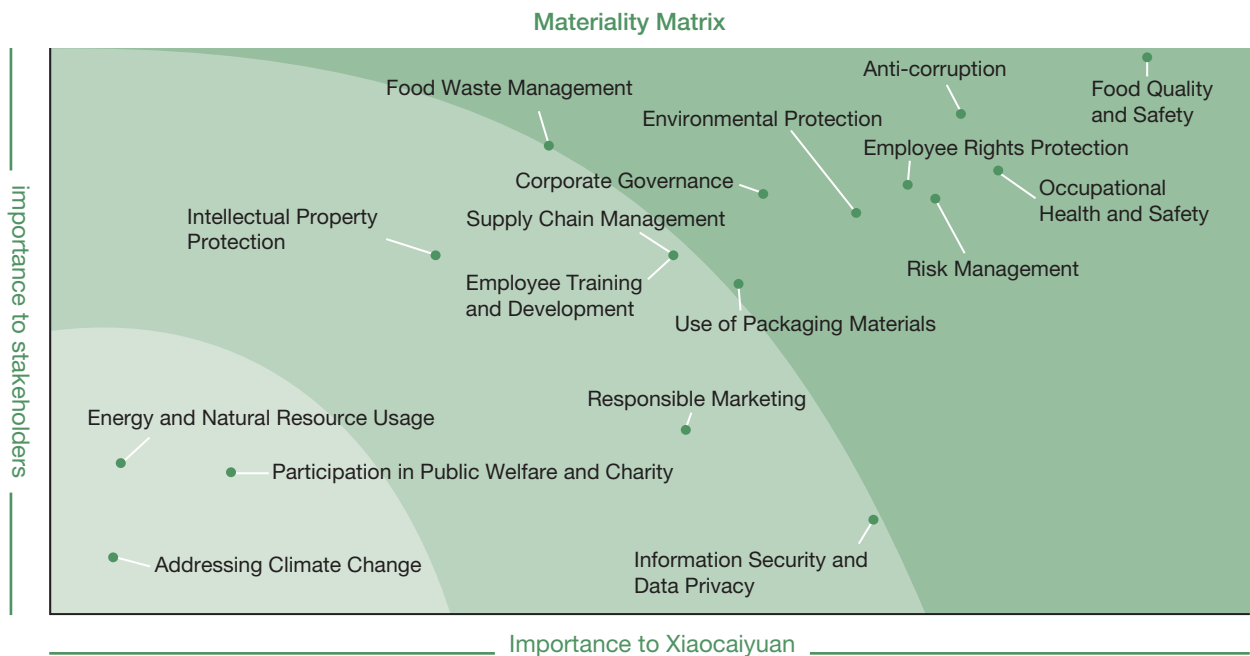 Materiality Matrix
importance to stakeholders
Food Waste Management
Anti-corruption
Food Quality
and Safety
Environmental Protection
Employee Rights Protection
Corporate Governance
Occupational
Health and Safety
Intellectual Property
Protection
Supply Chain Management
Risk Management
Employee Training
and Development
Use of Packaging Materials
Responsible Marketing
Energy and Natural Resource Usage
Participation in Public Welfare and Charity
Addressing Climate Change
Information Security and
Data Privacy
Importance to Xiaocaiyuan